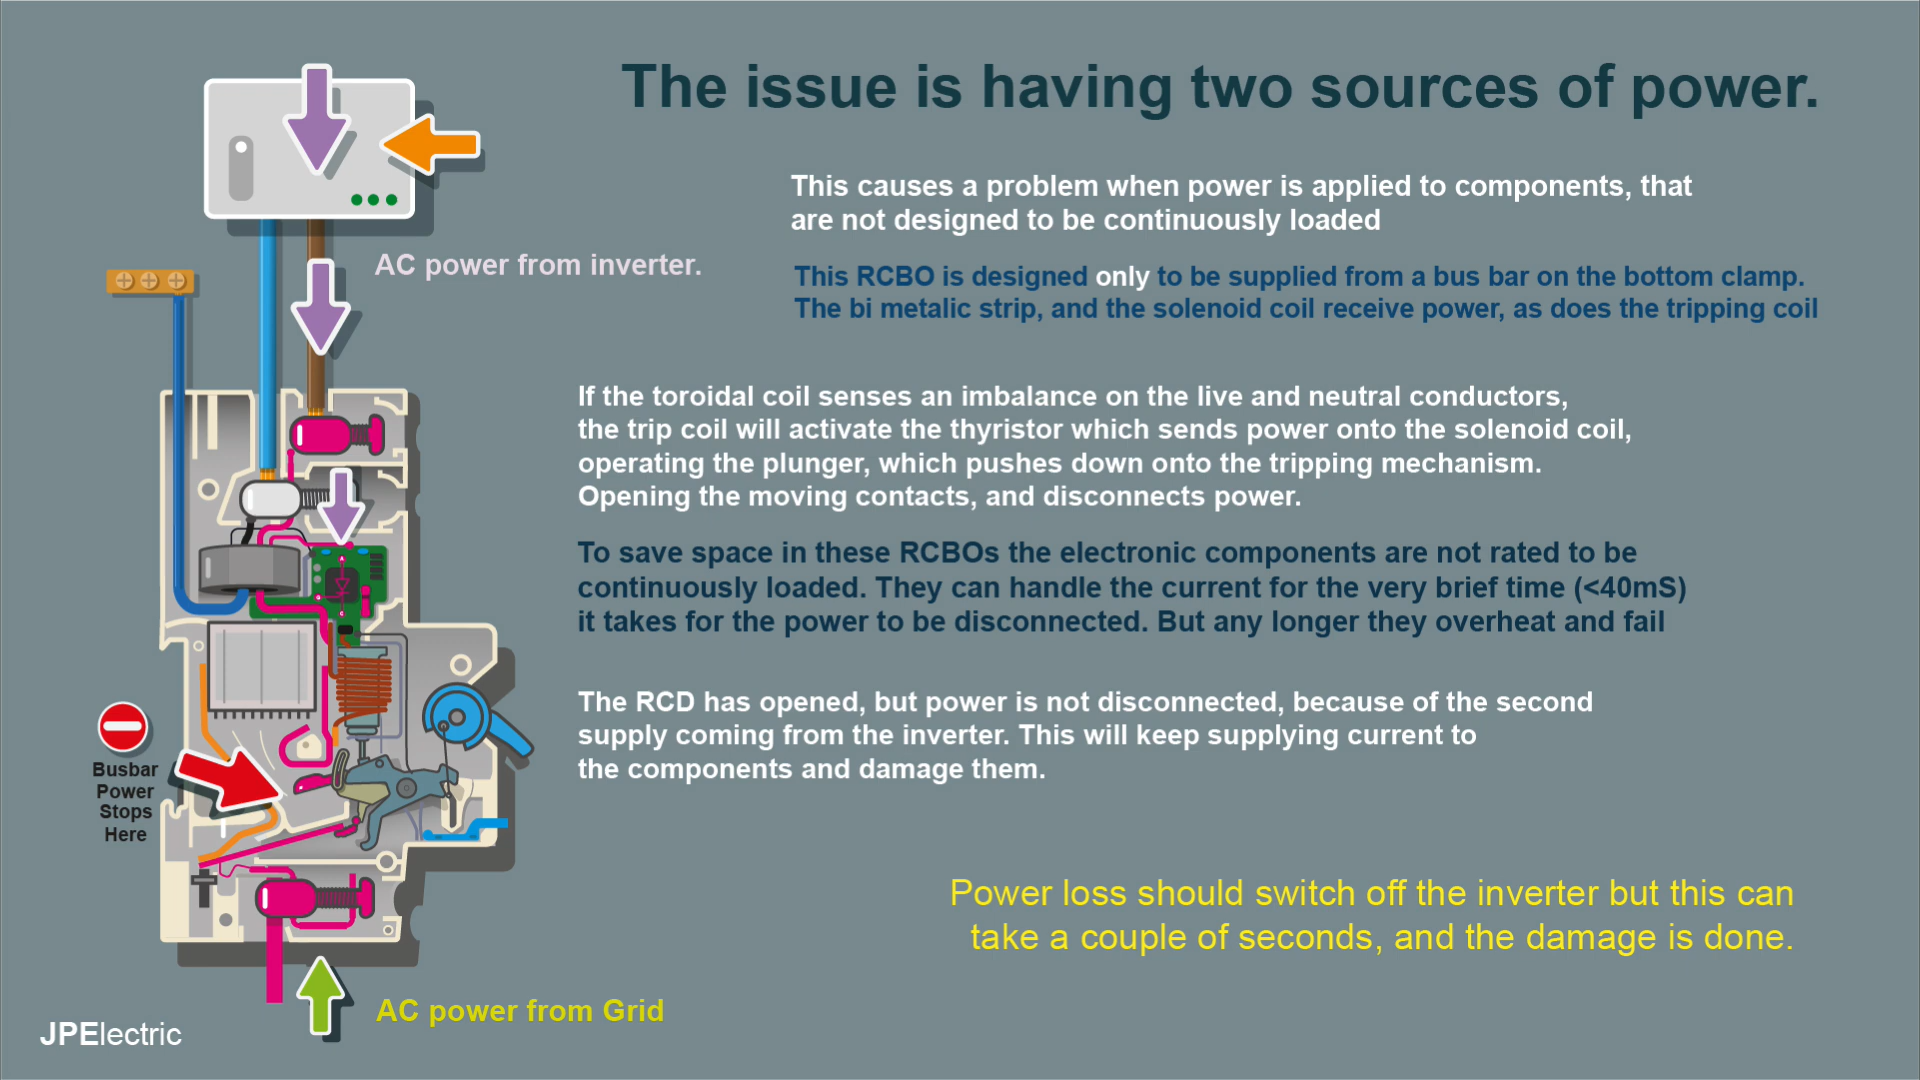 The issue is having two sources of power.
This causes a problem when power is applied to components, that
are not designed to be continuously loaded
AC power from inverter.
This RCBO is designed only to be supplied from a bus bar on the bottom clamp.
The bi metalic strip, and the solenoid coil receive power, as does the tripping coil
If the toroidal coil senses an imbalance on the live and neutral conductors,
the trip coil will activate the thyristor which sends power onto the solenoid coil,
operating the plunger, which pushes down onto the tripping mechanism.
Opening the moving contacts, and disconnects power.
To save space in these RCBOs the electronic components are not rated to be
continuously loaded. They can handle the current for the very brief time (<40mS)
it takes for the power to be disconnected. But any longer they overheat and fail
The RCD has opened, but power is not disconnected, because of the second
supply coming from the inverter. This will keep supplying current to
the components and damage them.
Busbar
Power
Stops
Here
Power loss should switch off the inverter but this can
take a couple of seconds, and the damage is done.
AC power from Grid
JPElectric